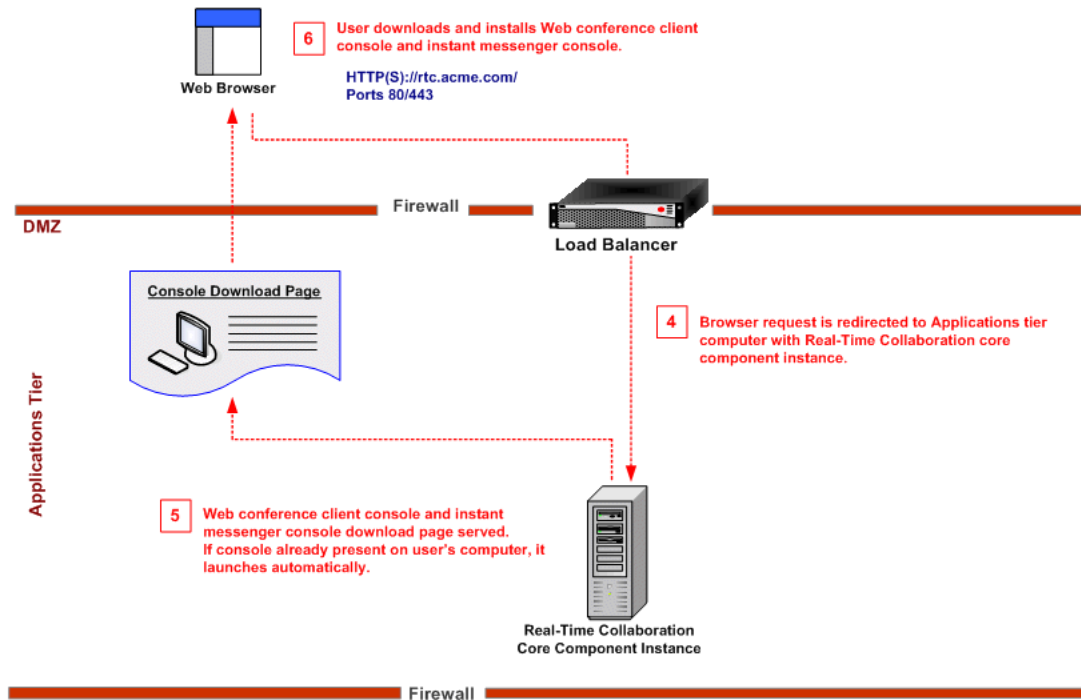 6
User downloads and installs Web conference client
console and instant messenger console.
HTTP(S)://rtc.acme.com/
Ports 80/443
Web Browser
Firewall
DMZ
Load Balancer
Console Download Page
4
Browser request is redirected to Applications tier
computer with Real-Time Collaboration core
component instance.
Applications Tier
5
Web conference client console and instant
messenger console download page served.
If console already present on user's computer, it
launches automatically.
Real-Time Collaboration
Core Component Instance
Firewall